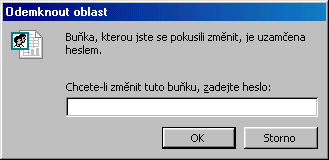 Odemknout oblast
Buňka, kterou jste se pokusili změnit, je uzamčena
heslem.
Chcete-li změnit tuto buňku, zadejte heslo:
OK
Storno